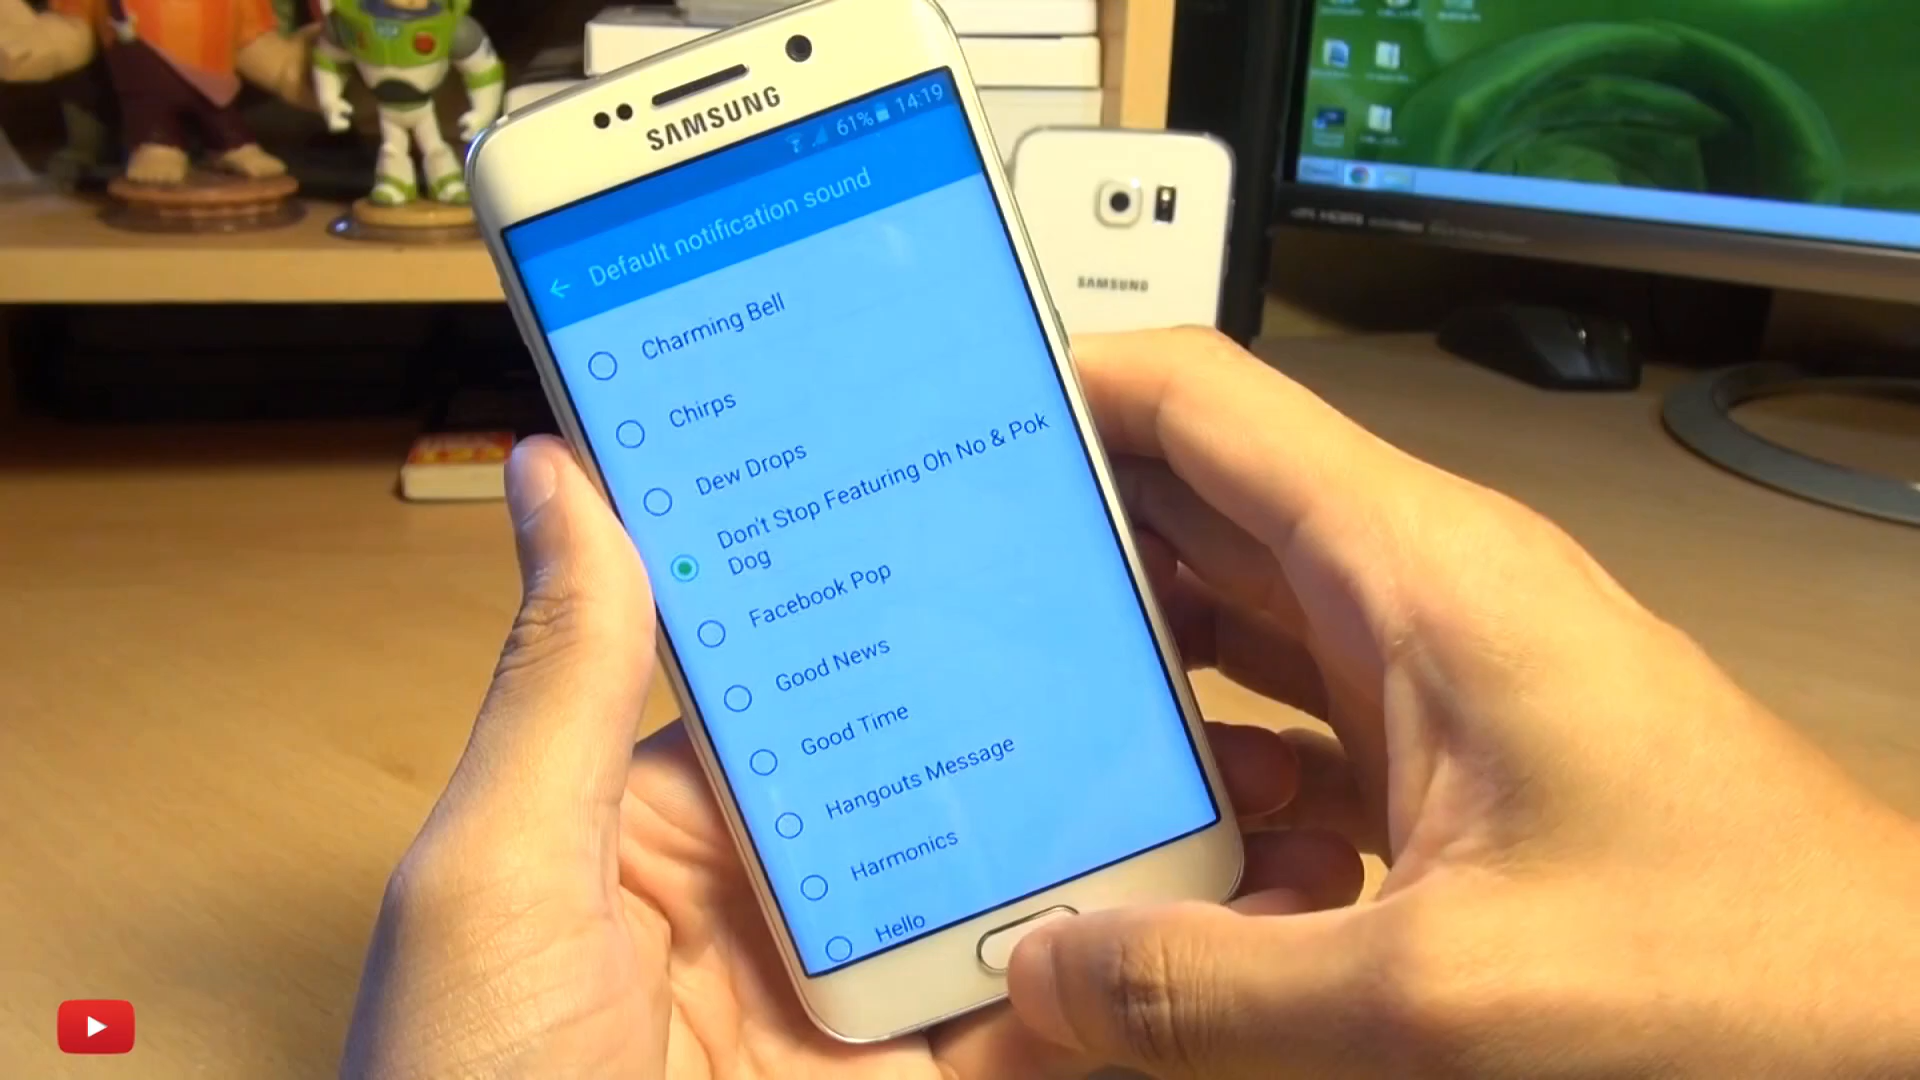 SAMSUNG
61% 14:19
Default notification sound
Charming Bell
Chirps
Dew Drops
Don't Stop Featuring Oh No & Pok
Dog
Facebook Pop
Good News
Good Time
Hangouts Message
Harmonics
Hello
SAMSUNG